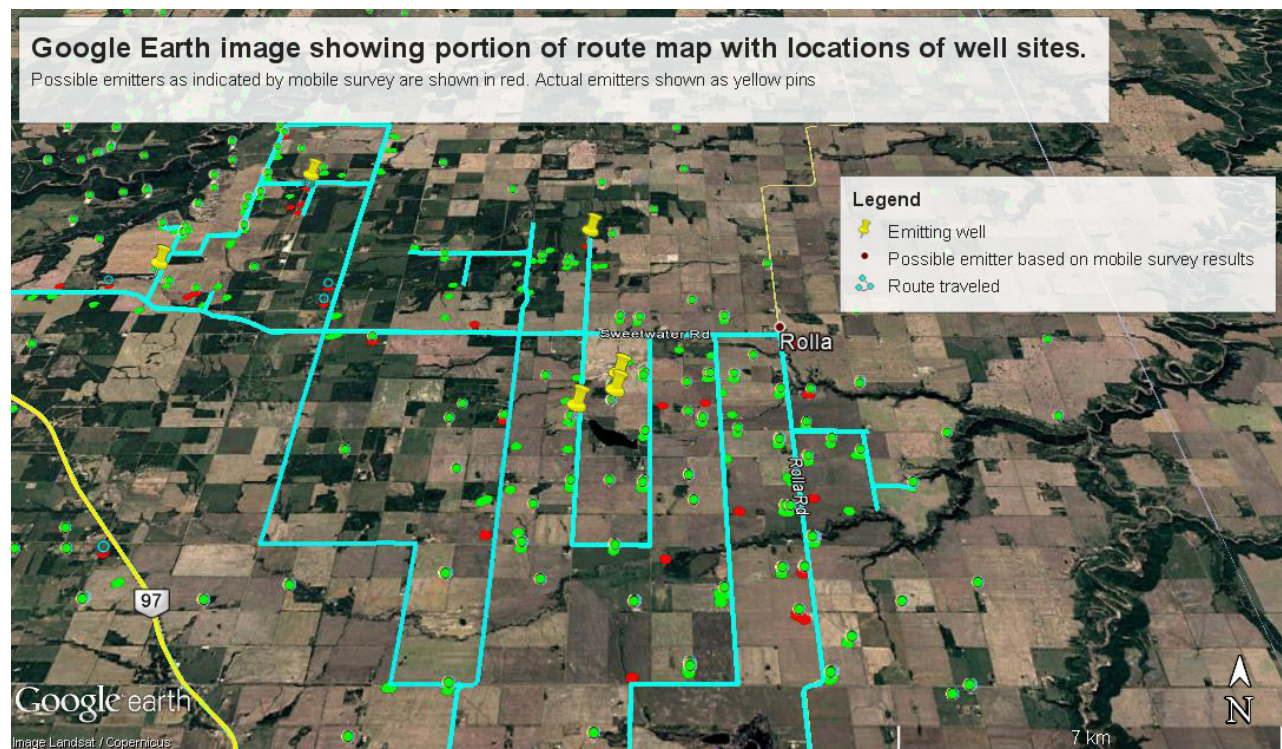 Google Earth image showing portion of route map with locations of well sites.
Possible emitters as indicated by mobile survey are shown in red. Actual emitters shown as yellow pins
Legend
Emitting well
Possible emitter based on mobile survey results
Route traveled
Sweetwater Rd
Rolla
Rolla Rd
97
Google earth
N
Image Landsat / Copernicus
7 km